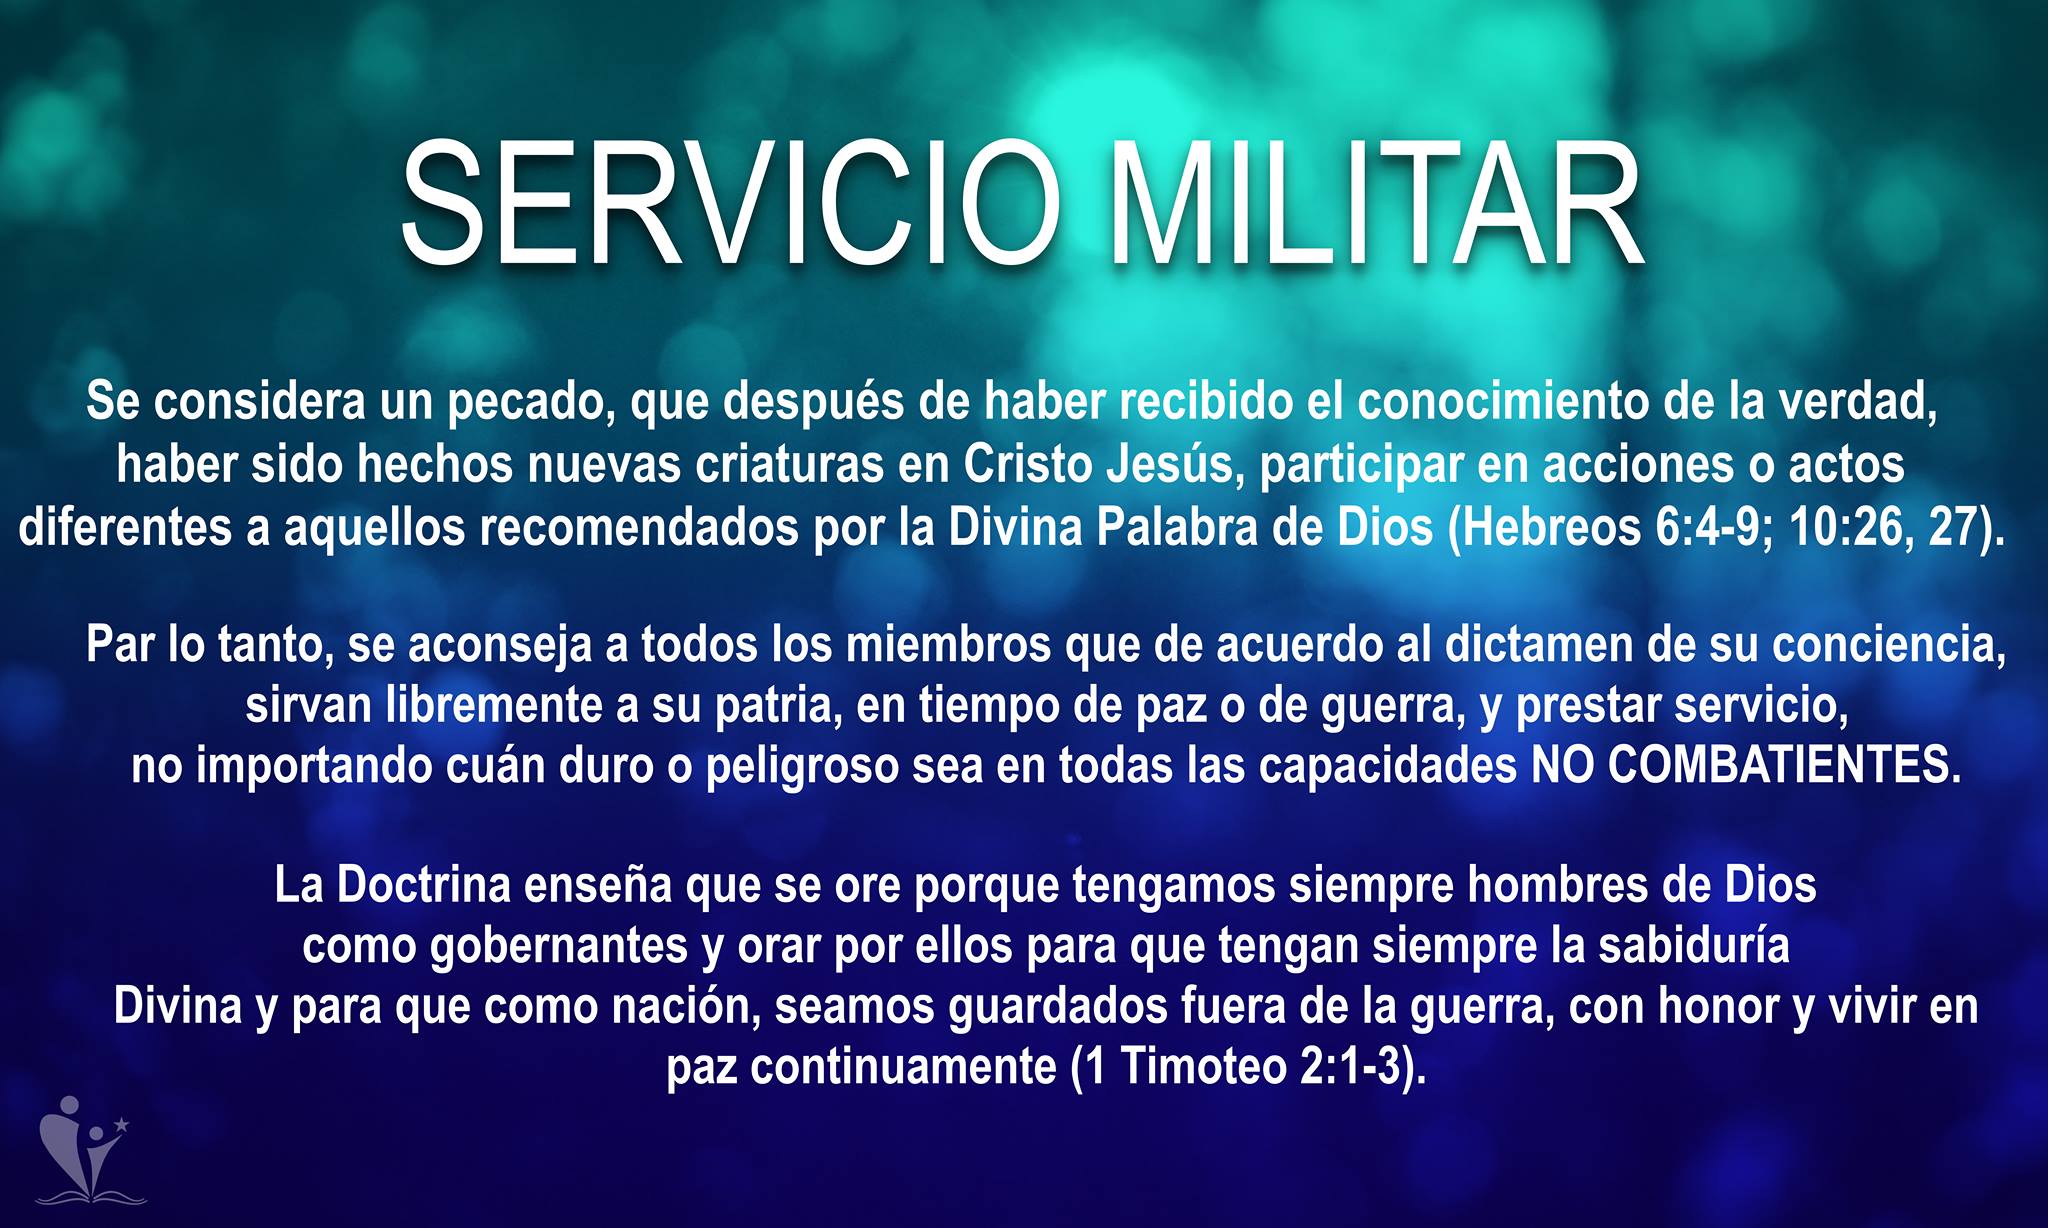 SERVICIO MILITAR
Se considera un pecado, que después de haber recibido el conocimiento de la verdad,
haber sido hechos nuevas criaturas en Cristo Jesús, participar en acciones o actos
diferentes a aquellos recomendados por la Divina Palabra de Dios (Hebreos 6:4-9; 10:26, 27).
Par lo tanto, se aconseja a todos los miembros que de acuerdo al dictamen de su conciencia,
sirvan libremente a su patria, en tiempo de paz o de guerra, y prestar servicio,
no importando cuán duro o peligroso sea en todas las capacidades NO COMBATIENTES.
La Doctrina enseña que se ore porque tengamos siempre hombres de Dios
como gobernantes y orar por ellos para que tengan siempre la sabiduría
Divina y para que como nación, seamos guardados fuera de la guerra, con honor y vivir en
paz continuamente (1 Timoteo 2:1-3).